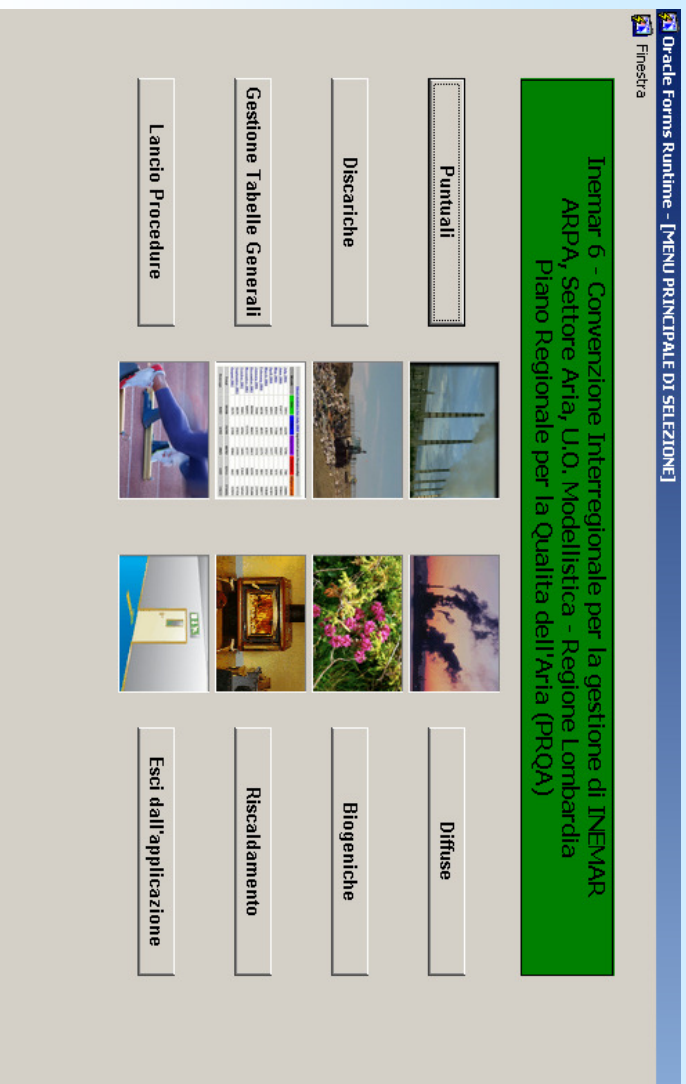 Oracle Forms Runtime - [MENU PRINCIPALE DI SELEZIONE]
Finestra
Inemar 6 - Convenzione Interregionale per la gestione di INEMAR
ARPA, Settore Aria, U.O. Modellistica - Regione Lombardia
Piano Regionale per la Qualita dell'Aria (PRQA)
Puntuali
Diffuse
Discariche
Biogeniche
Gestione Tabelle Generali
Riscaldamento
Lancio Procedure
Esci dall'applicazione